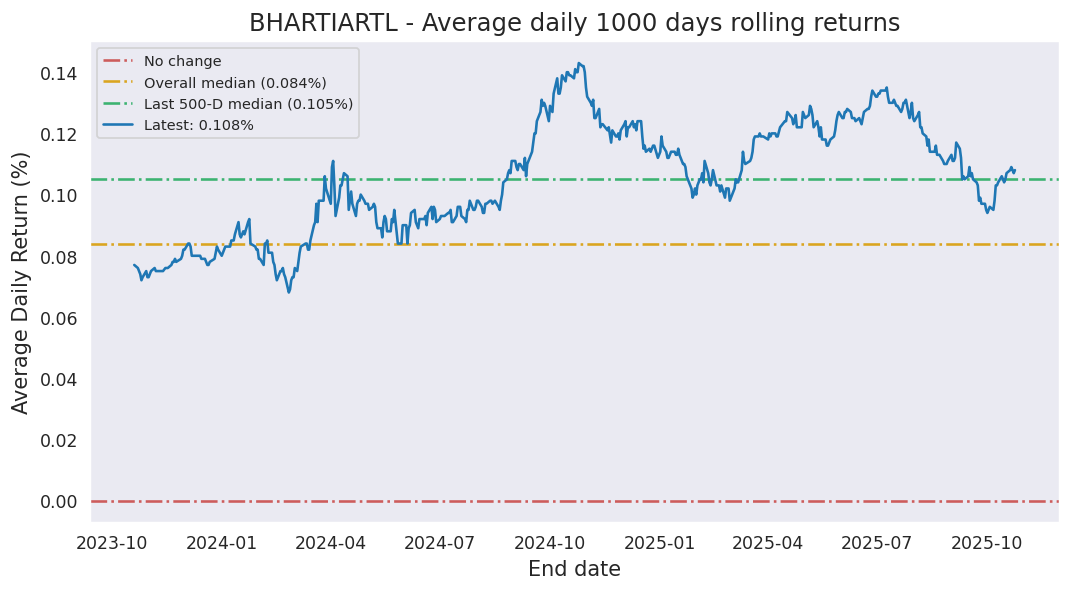 BHARTIARTL - Average daily 1000 days rolling returns
No change
Overall median (0.084%)
Last 500-D median (0.105%)
Latest: 0.108%
Average Daily Return (%)
0.14
0.12
0.10
0.08
0.06
0.04
0.02
0.00
2023-10 2024-01 2024-04 2024-07 2024-10 2025-01 2025-04 2025-07 2025-10
End date